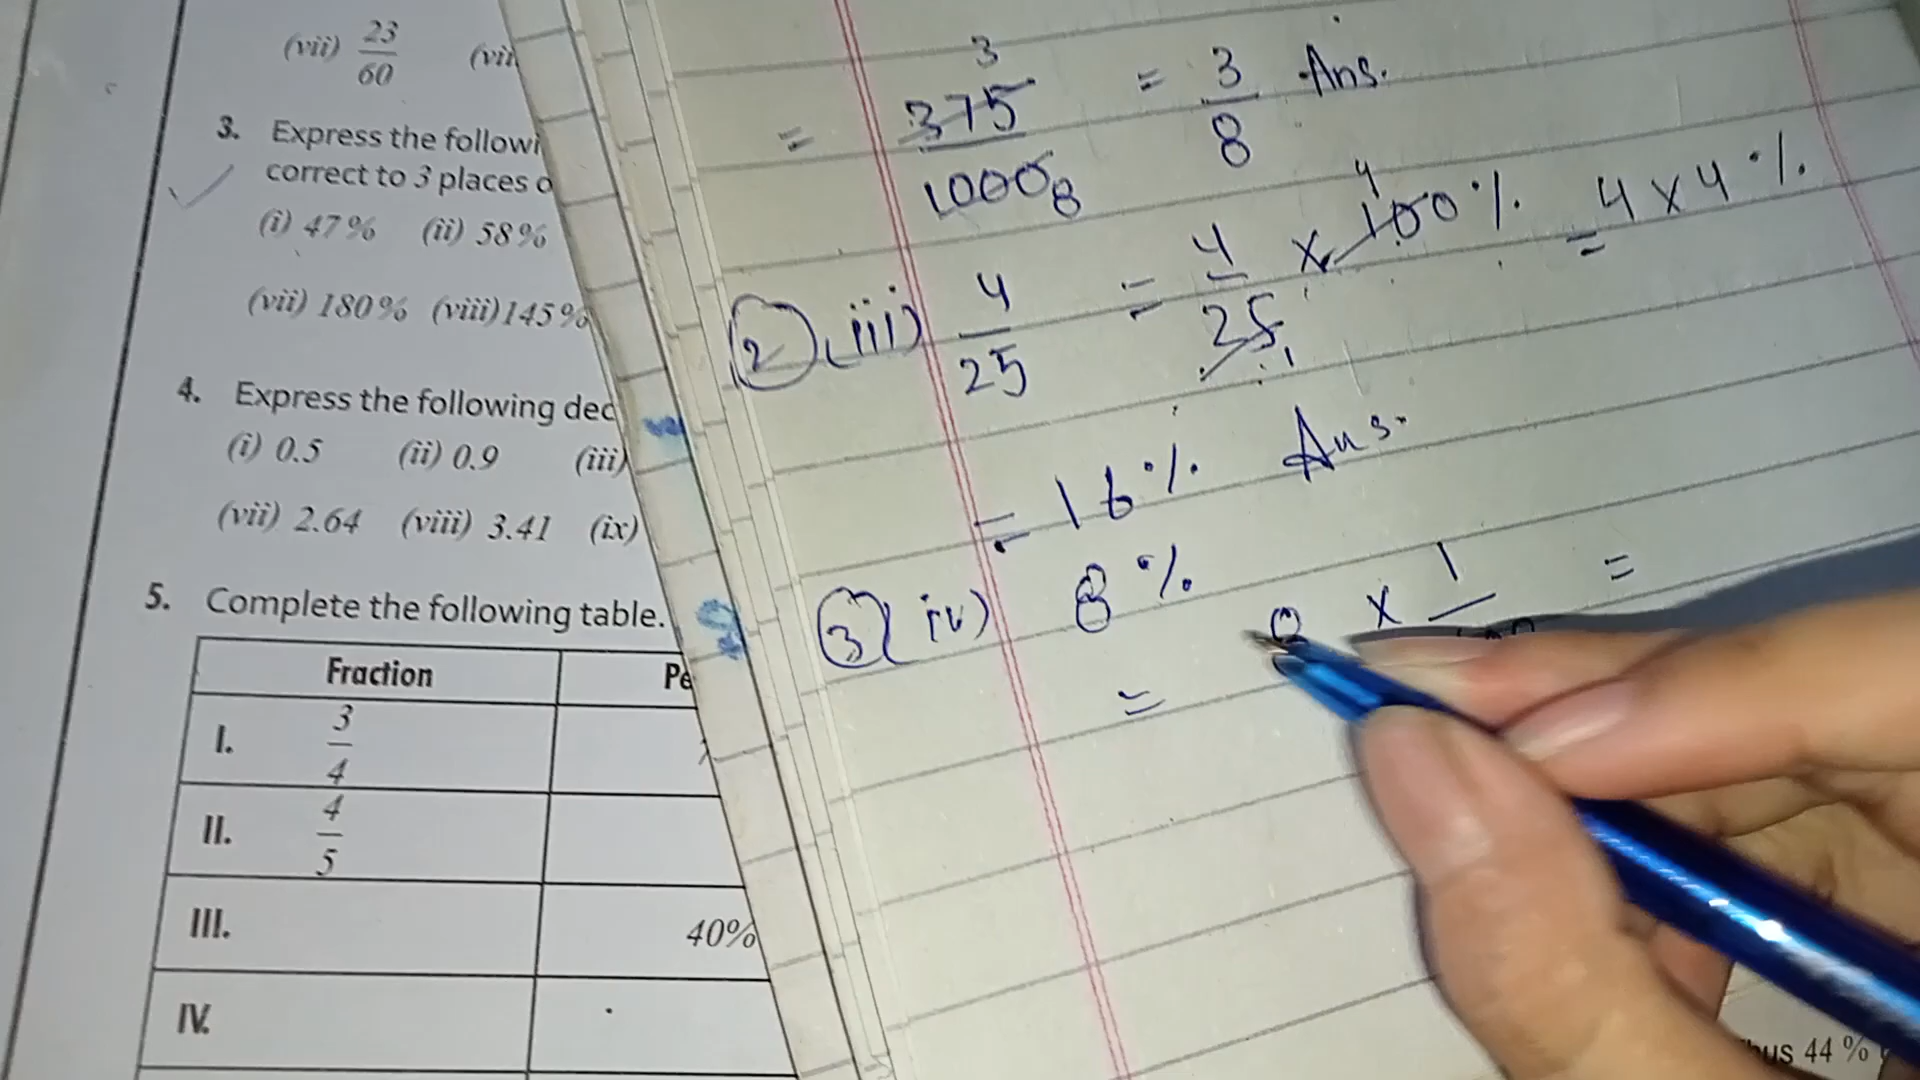 (vii) 23/60 (vii
3. Express the followi
correct to 3 places o
(i) 47% (ii) 58%
(vii) 180% (viii) 145%
4. Express the following dec
(i) 0.5 (ii) 0.9 (iii)
(vii) 2.64 (viii) 3.41 (ix)
5. Complete the following table.
Fraction Pe
I. 3/4
II. 4/5
III. 40%
IV.
3
= 375/1000 8 = 3/8 Ans.
2 (iii) 4/25 = 4/25 1 × 100% 4 = 4 × 4%
= 16% Ans.
3 (iv) 8%
= 8 × 1/100 =
hus 44%